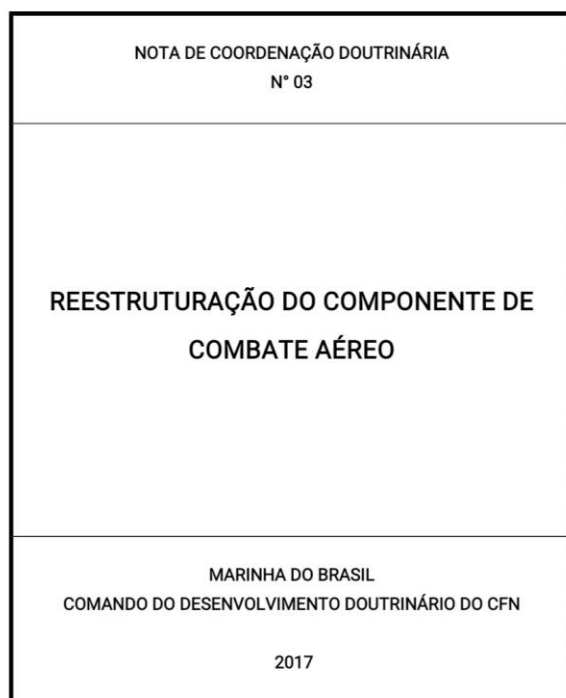 NOTA DE COORDENAÇÃO DOUTRINÁRIA
N° 03
REESTRUTURAÇÃO DO COMPONENTE DE
COMBATE AÉREO
MARINHA DO BRASIL
COMANDO DO DESENVOLVIMENTO DOUTRINÁRIO DO CFN
2017